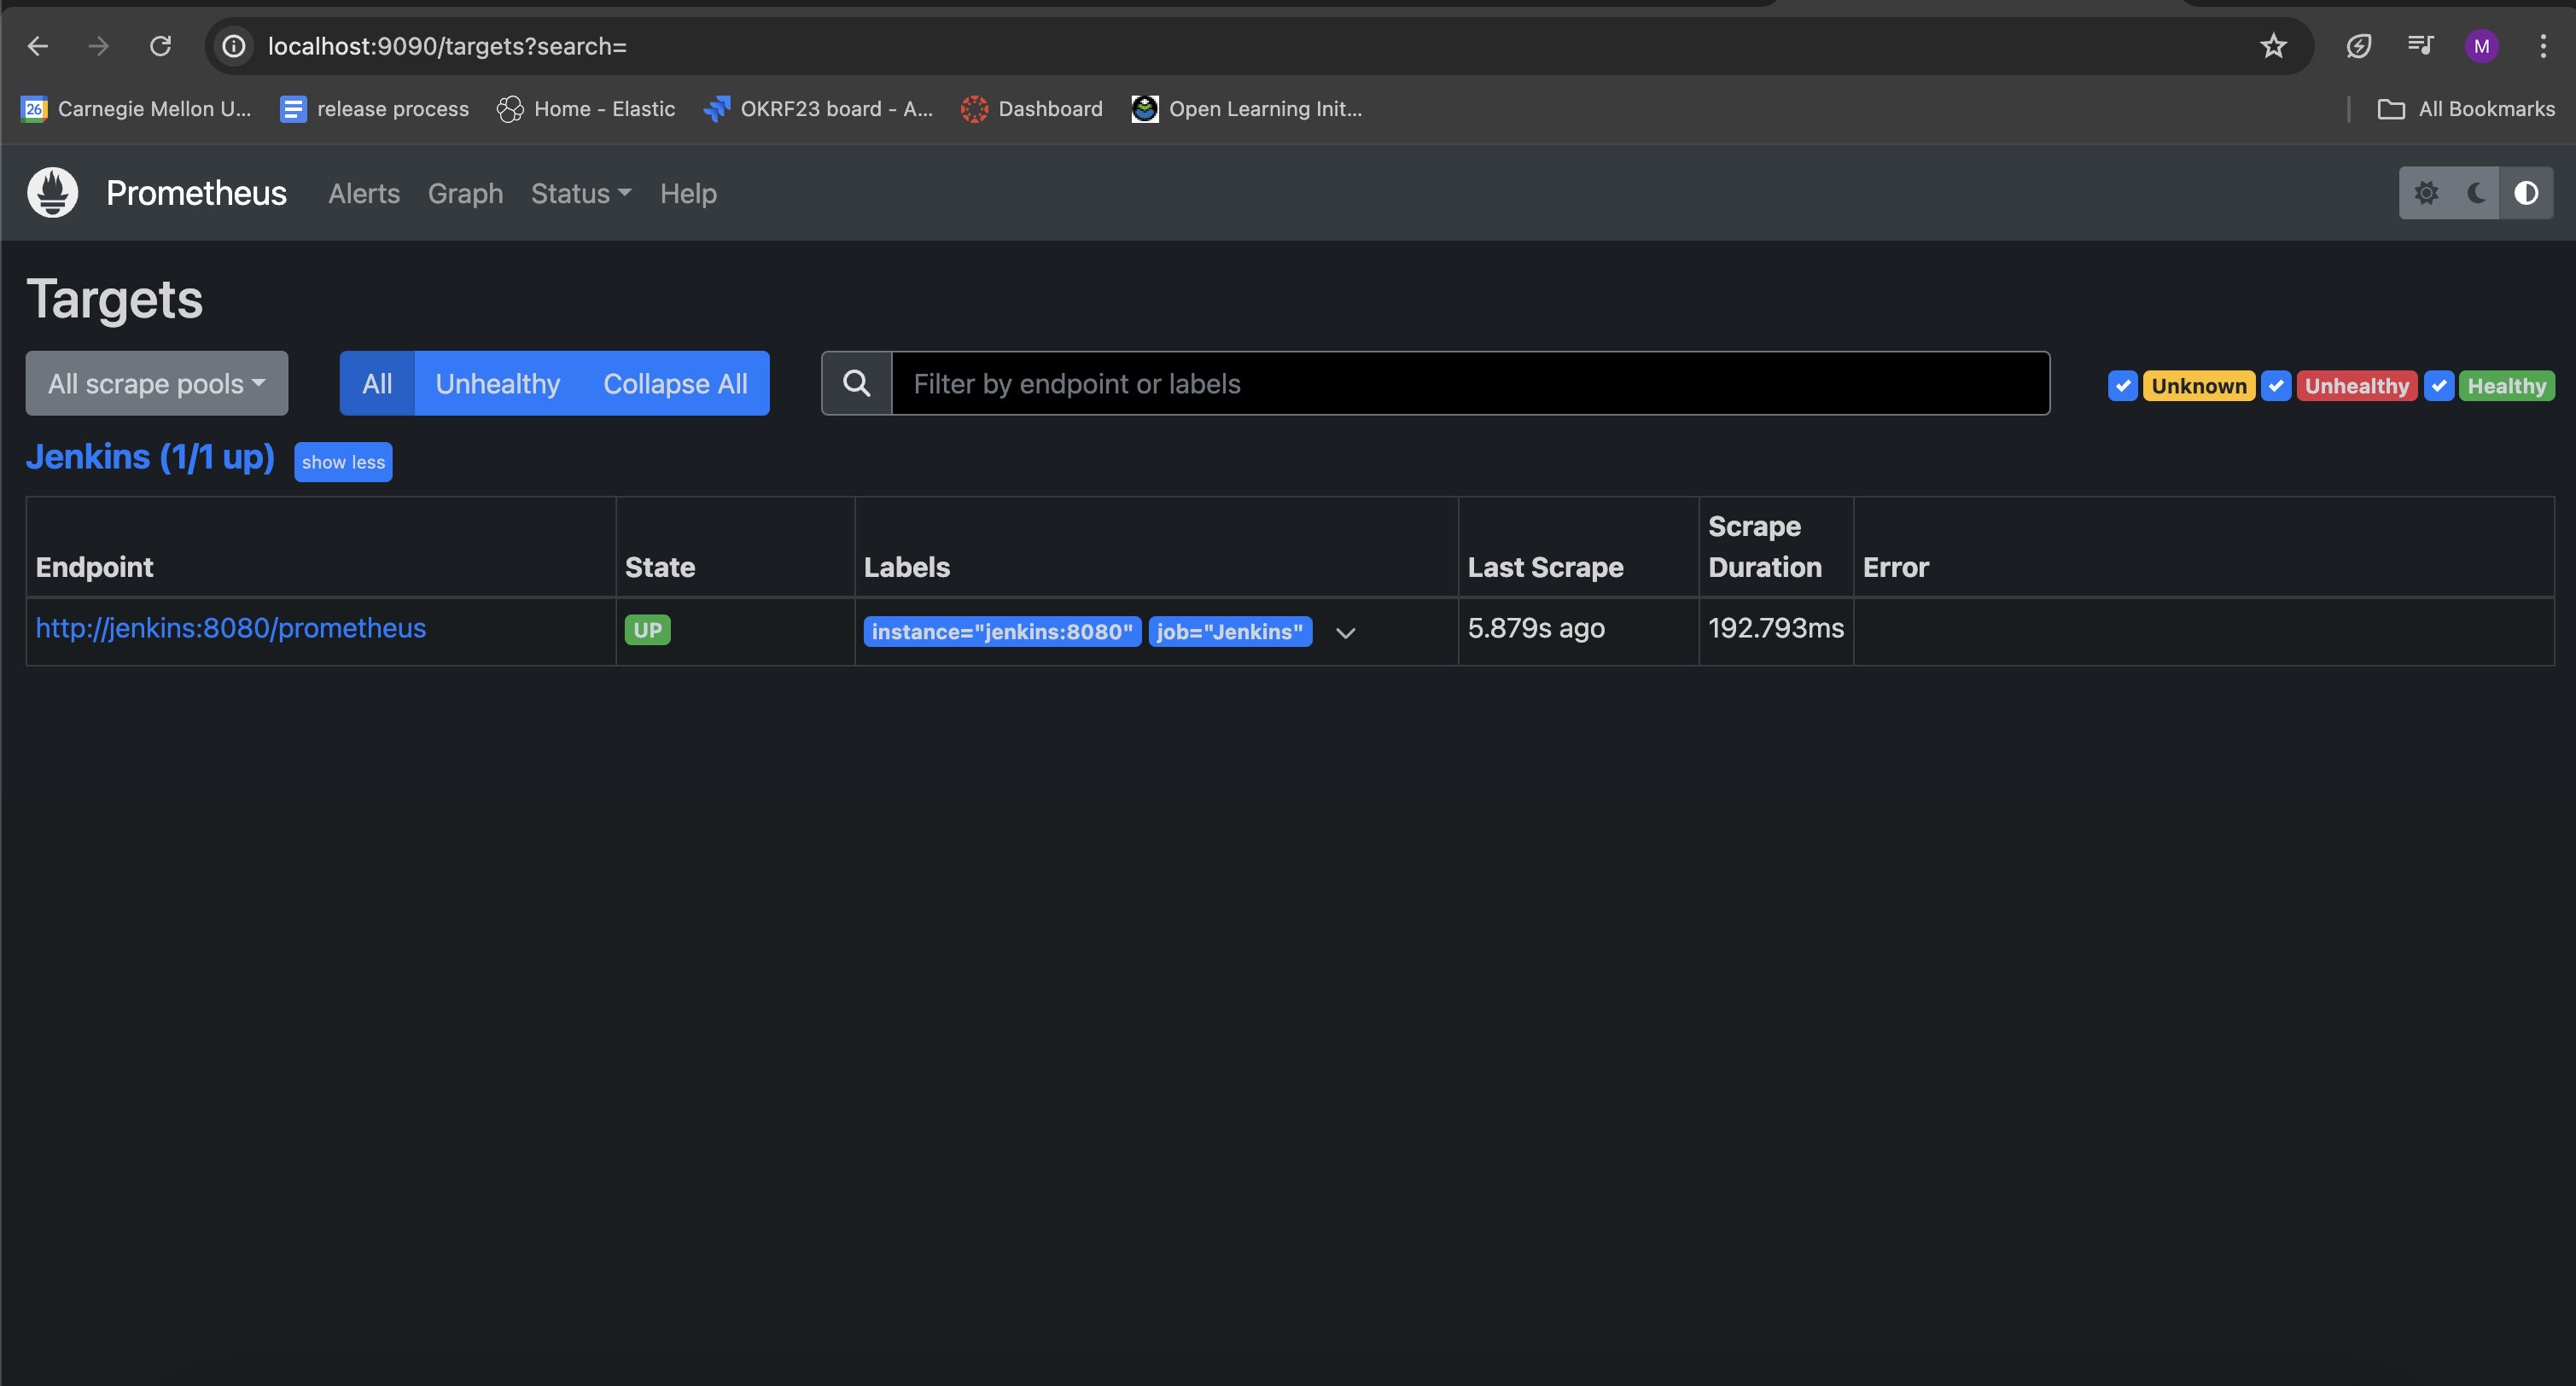 localhost:9090/targets?search=
M
26 Carnegie Mellon U... release process Home - Elastic OKRF23 board - A... Dashboard Open Learning Init... All Bookmarks
Prometheus Alerts Graph Status Help
Targets
All scrape pools All Unhealthy Collapse All Filter by endpoint or labels Unknown Unhealthy Healthy
Jenkins (1/1 up) show less
Endpoint State Labels Last Scrape Scrape Duration Error
http://jenkins:8080/prometheus UP instance="jenkins:8080" job="Jenkins" 5.879s ago 192.793ms